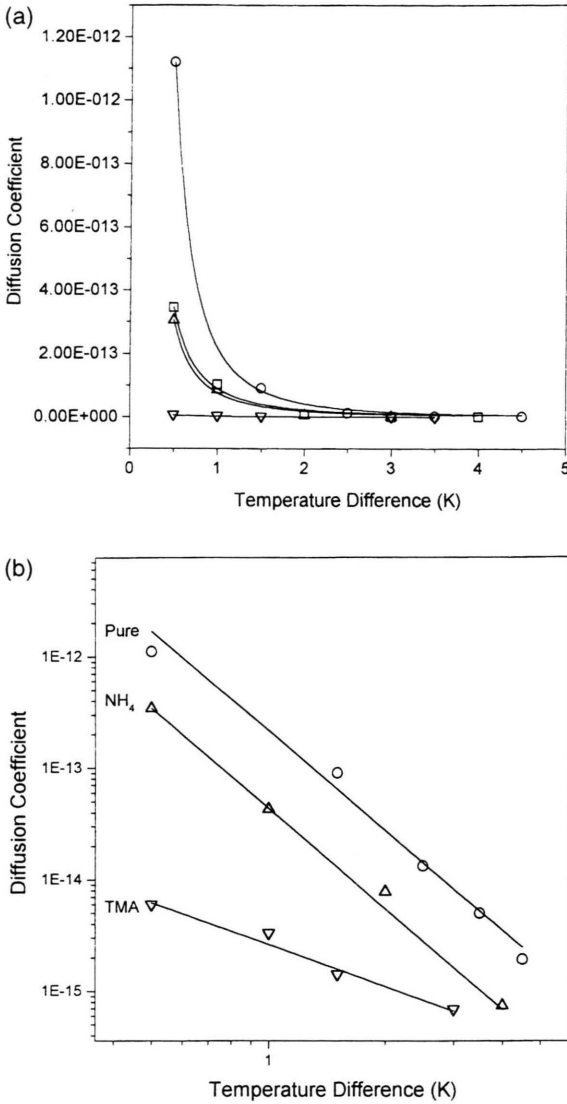 (a)
Diffusion Coefficient
1.20E-012
1.00E-012
8.00E-013
6.00E-013
4.00E-013
2.00E-013
0.00E+000
0 1 2 3 4 5
Temperature Difference (K)
(b)
Diffusion Coefficient
1E-12
1E-13
1E-14
1E-15
Pure
NH₄
TMA
1
Temperature Difference (K)